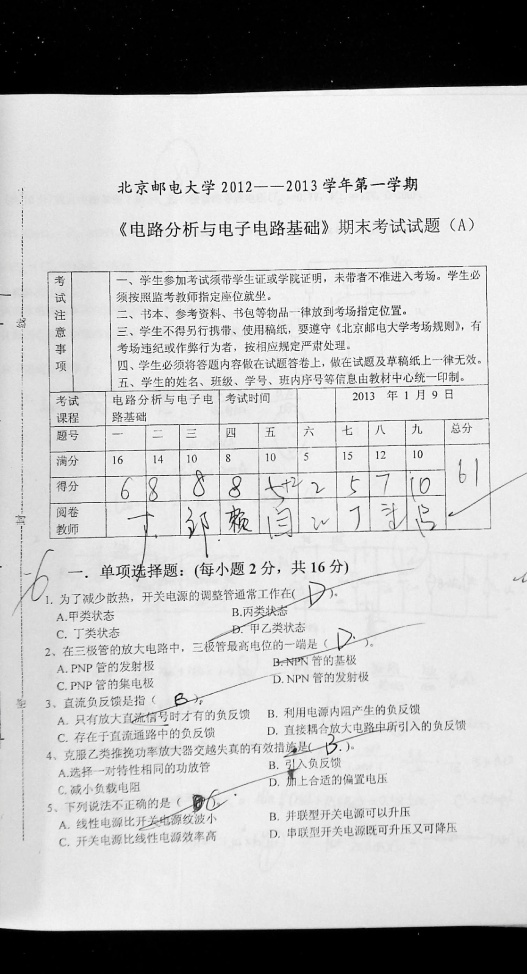 北京邮电大学 2012——2013 学年第一学期
《电路分析与电子电路基础》期末考试试题（A）
考试注意事项
一、学生参加考试须带学生证或学院证明，未带者不准进入考场。学生必
须按照监考教师指定座位就坐。
二、书本、参考资料、书包等物品一律放到考场指定位置。
三、学生不得另行携带、使用稿纸，要遵守《北京邮电大学考场规则》，有
考场违纪或作弊行为者，按相应规定严肃处理。
四、学生必须将答题内容做在试题答卷上，做在试题及草稿纸上一律无效。
五、学生的姓名、班级、学号、班内序号等信息由教材中心统一印制。
考试课程 电路分析与电子电路基础 考试时间 2013 年 1 月 9 日
题号 一 二 三 四 五 六 七 八 九 总分
满分 16 14 10 8 10 5 15 12 10
得分 6 8 8 8 5+2 2 5 7 10 61
阅卷教师
-6
一．单项选择题：(每小题 2 分，共 16 分)
1. 为了减少散热，开关电源的调整管通常工作在( D )。
A.甲类状态 B.丙类状态
C. 丁类状态 D. 甲乙类状态
2、在三极管的放大电路中，三极管最高电位的一端是（ D ）。
A. PNP 管的发射极 B. NPN 管的基极
C. PNP 管的集电极 D. NPN 管的发射极
3、直流负反馈是指（ B ）。
A. 只有放大直流信号时才有的负反馈 B. 利用电源内阻产生的负反馈
C. 存在于直流通路中的负反馈 D. 直接耦合放大电路中所引入的负反馈
4、克服乙类推挽功率放大器交越失真的有效措施是( B )。
A.选择一对特性相同的功放管 B. 引入负反馈
C. 减小负载电阻 D. 加上合适的偏置电压
5、下列说法不正确的是（ C ）
A. 线性电源比开关电源纹波小 B. 并联型开关电源可以升压
C. 开关电源比线性电源效率高 D. 串联型开关电源既可升压又可降压